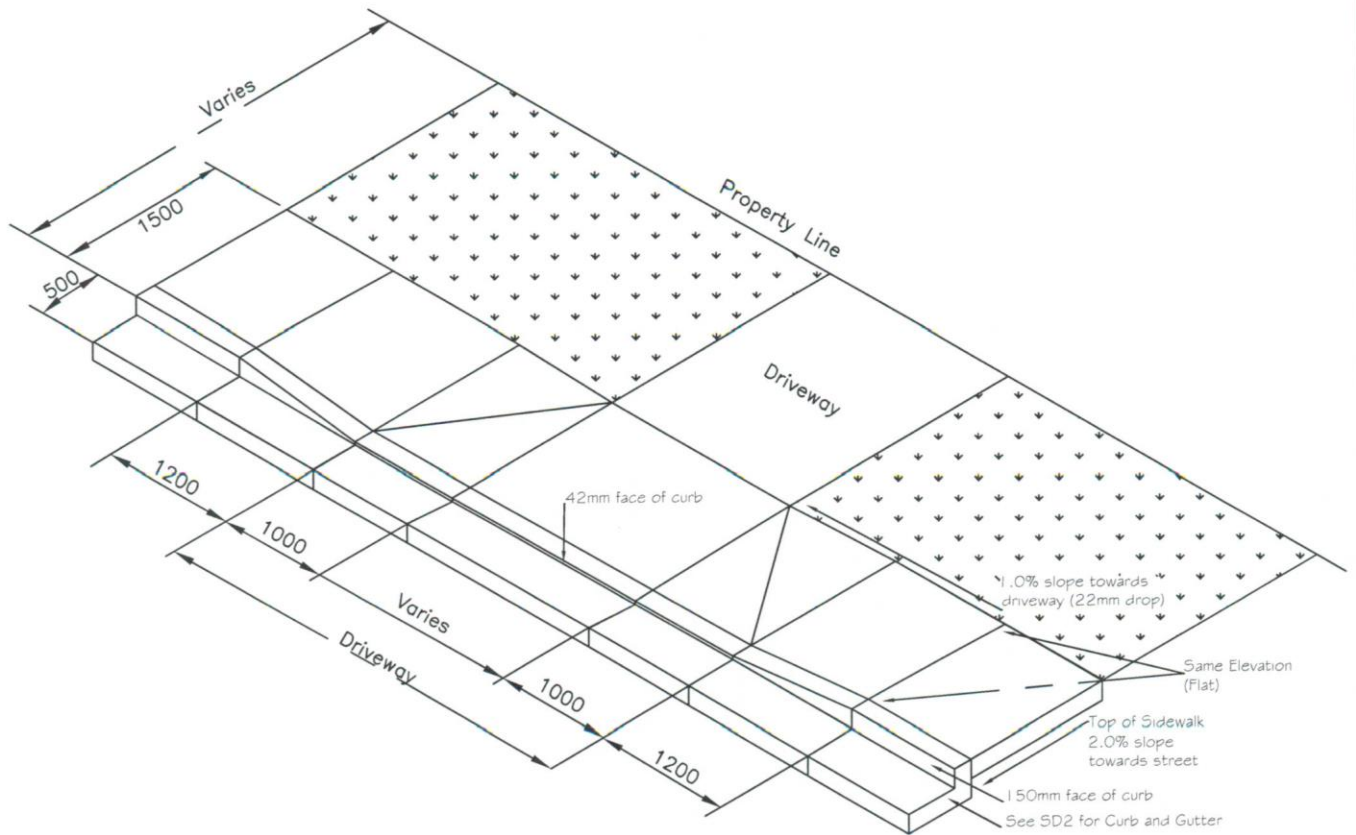 Varies
1500
500
Property Line
Driveway
42mm face of curb
1200
1000
Varies
Driveway
1000
1200
1.0% slope towards
driveway (22mm drop)
Same Elevation
(Flat)
Top of Sidewalk
2.0% slope
towards street
150mm face of curb
See SD2 for Curb and Gutter